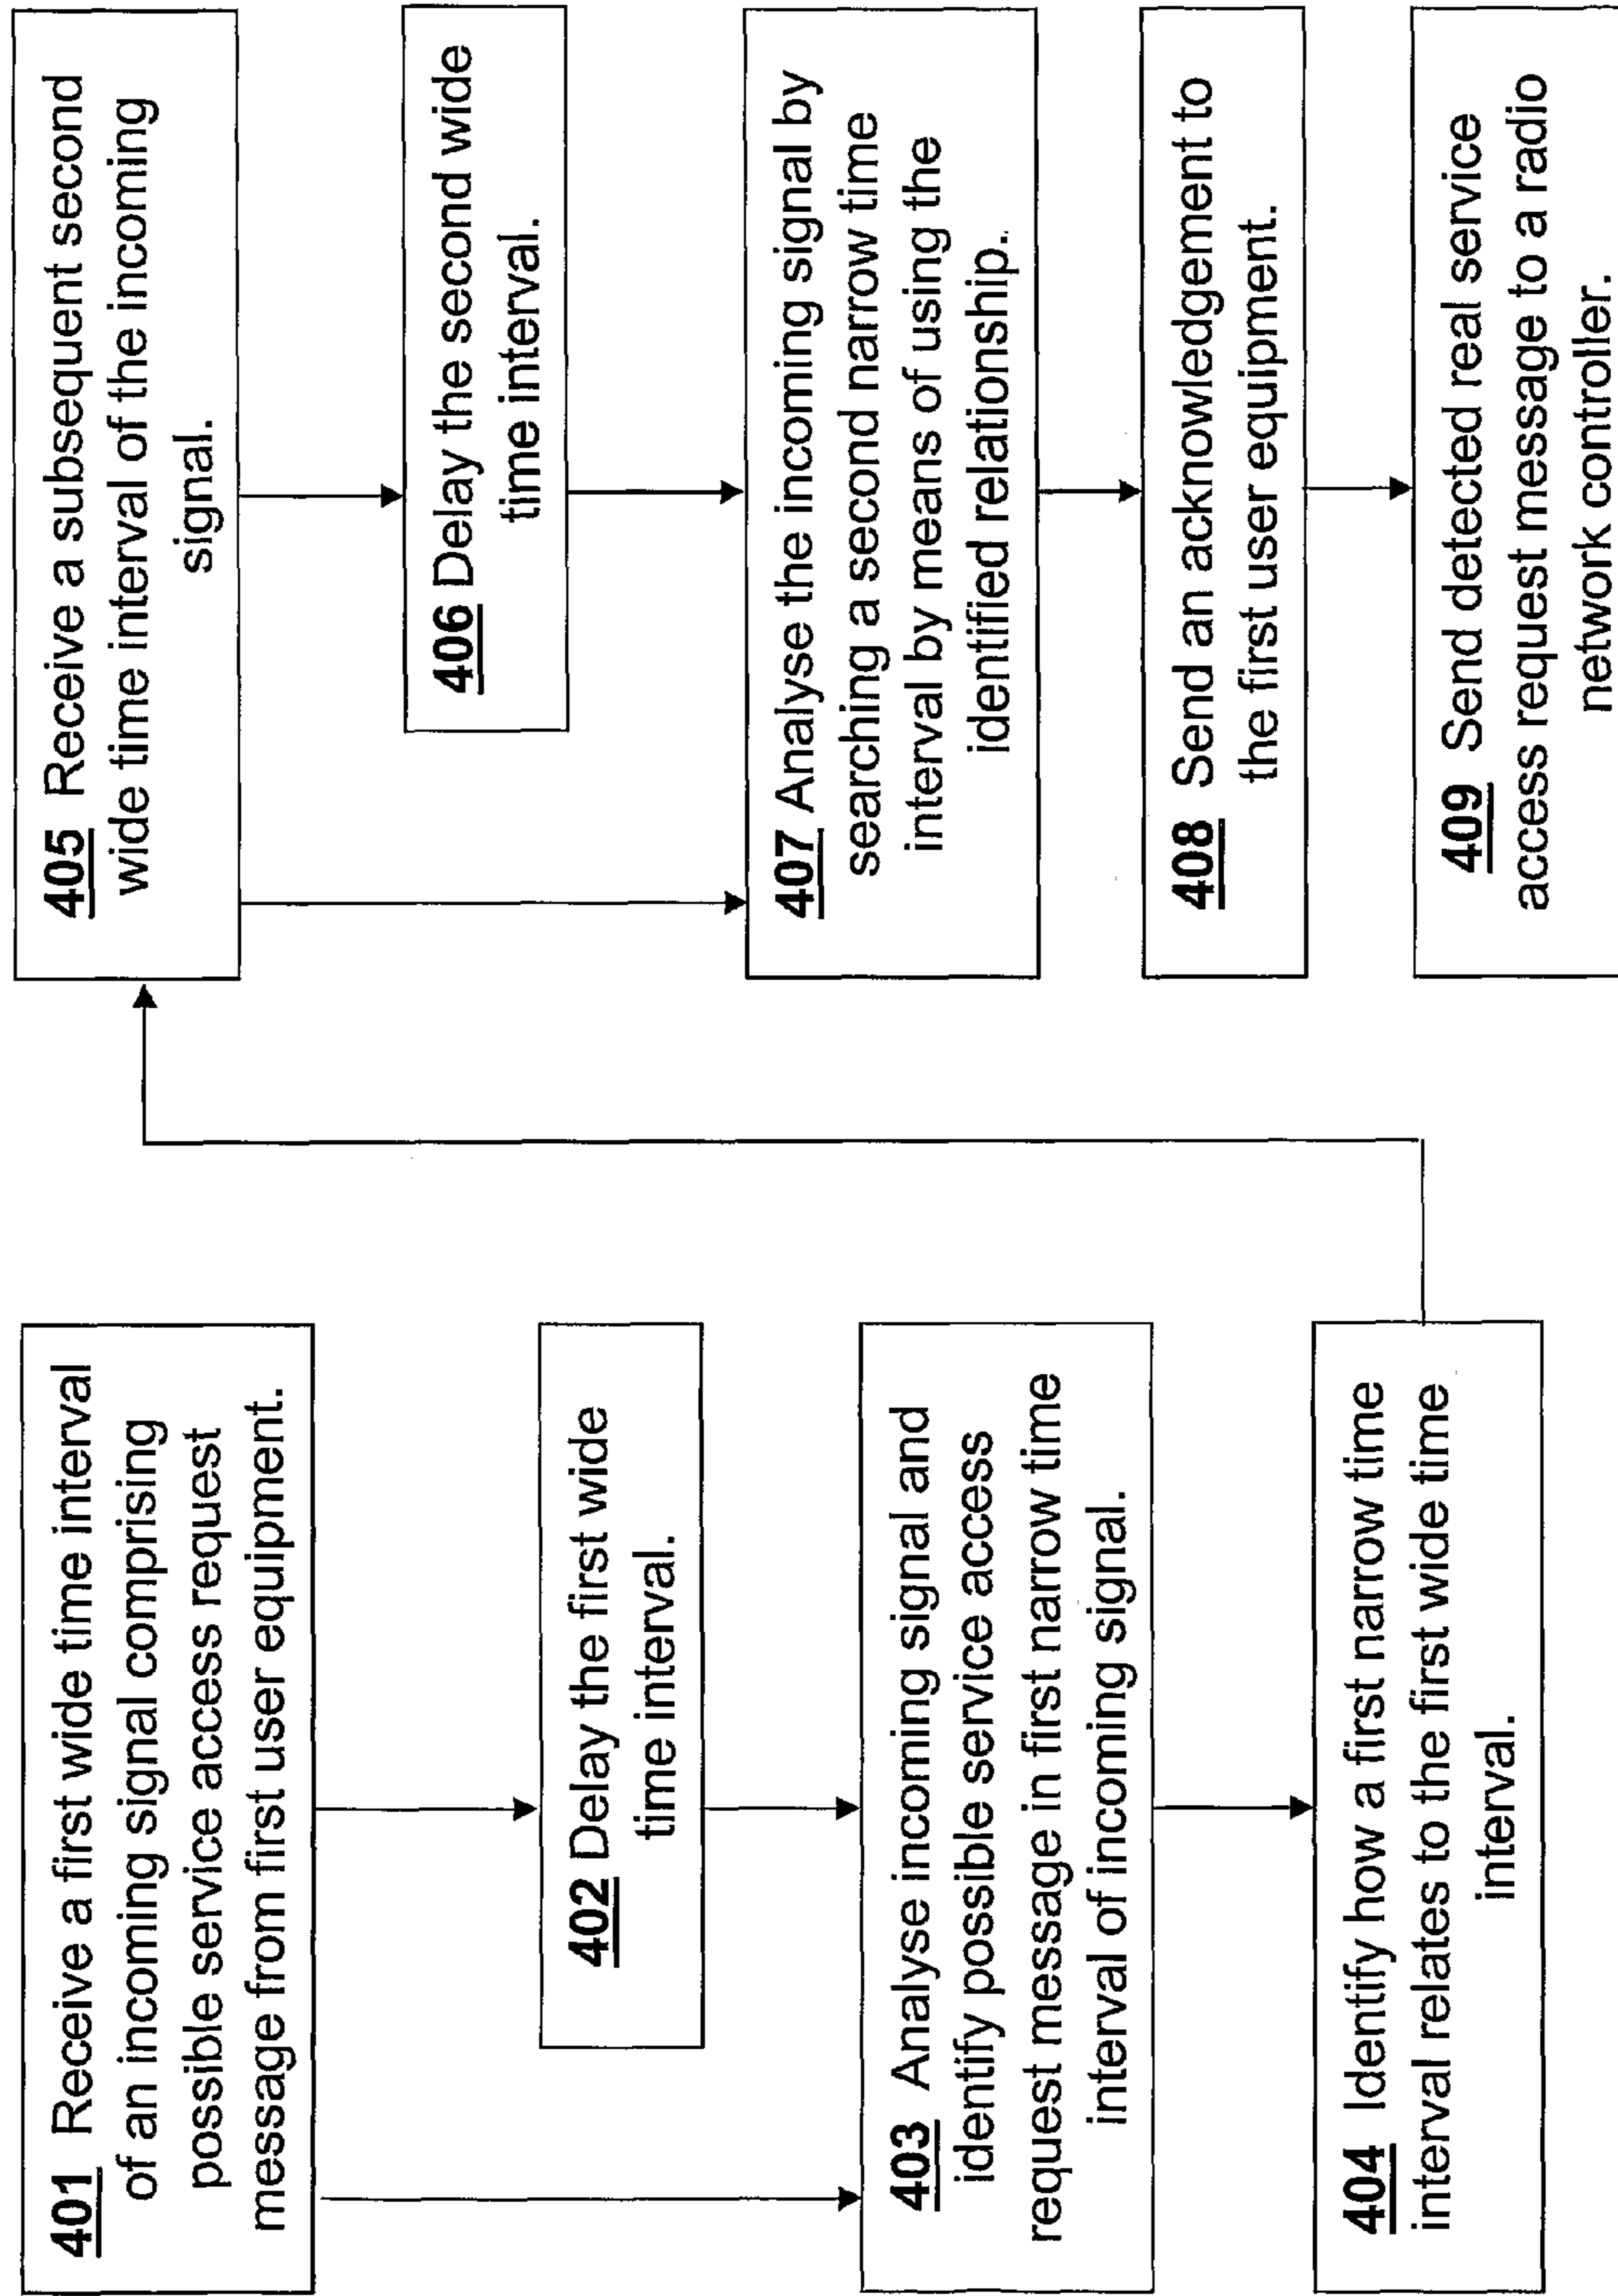 401 Receive a first wide time interval
of an incoming signal comprising
possible service access request
message from first user equipment.
402 Delay the first wide
time interval.
403 Analyse incoming signal and
identify possible service access
request message in first narrow time
interval of incoming signal.
404 Identify how a first narrow time
interval relates to the first wide time
interval.
405 Receive a subsequent second
wide time interval of the incoming
signal.
406 Delay the second wide
time interval.
407 Analyse the incoming signal by
searching a second narrow time
interval by means of using the
identified relationship.
408 Send an acknowledgement to
the first user equipment.
409 Send detected real service
access request message to a radio
network controller.